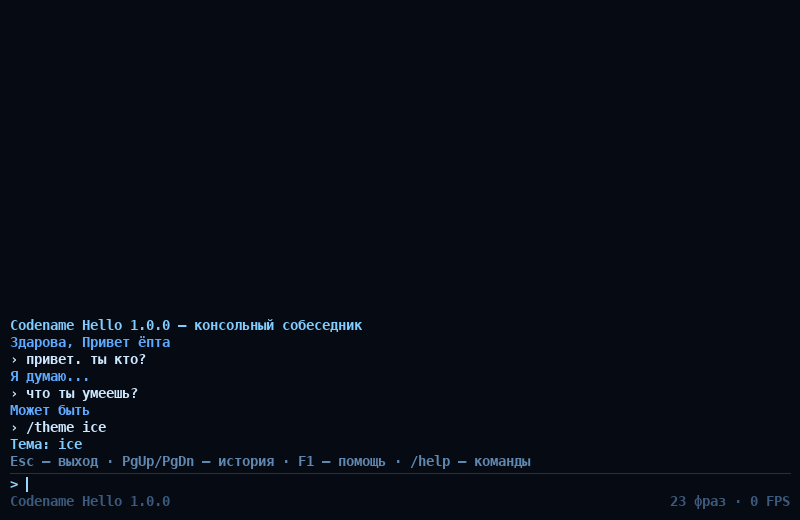 Codename Hello 1.0.0 — консольный собеседник
Здарова, Привет ёпта
› привет. ты кто?
Я думаю...
› что ты умеешь?
Может быть
› /theme ice
Тема: ice
Esc — выход · PgUp/PgDn — история · F1 — помощь · /help — команды
>
Codename Hello 1.0.0 23 фраз · 0 FPS